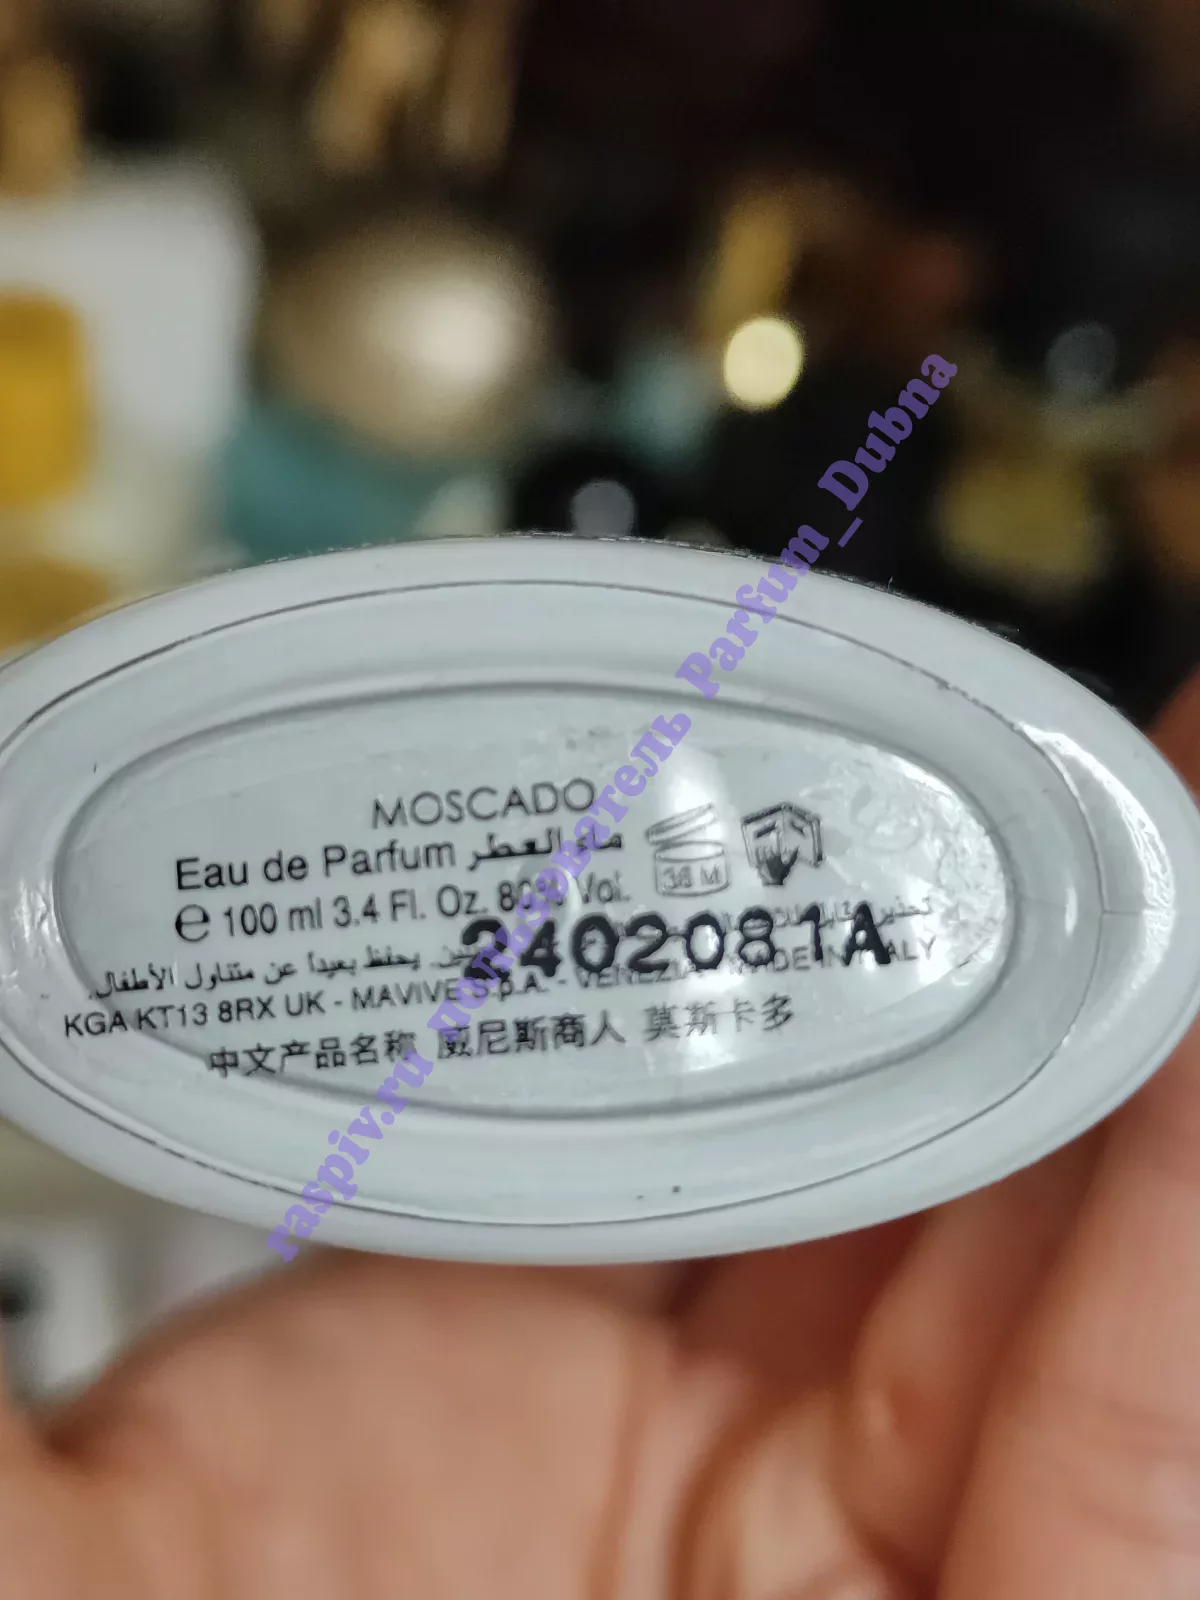 MOSCADO
Eau de Parfum ماء العطر
e 100 ml 3.4 Fl. Oz. 80% Vol.
36 M
2402081A
يحفظ بعيداً عن متناول الأطفال.
KGA KT13 8RX UK - MAVIVE S.p.A. - VENEZIA - MADE IN ITALY
中文产品名称 威尼斯商人 莫斯卡多
raspiv.ru пользователь Parfum_Dubna